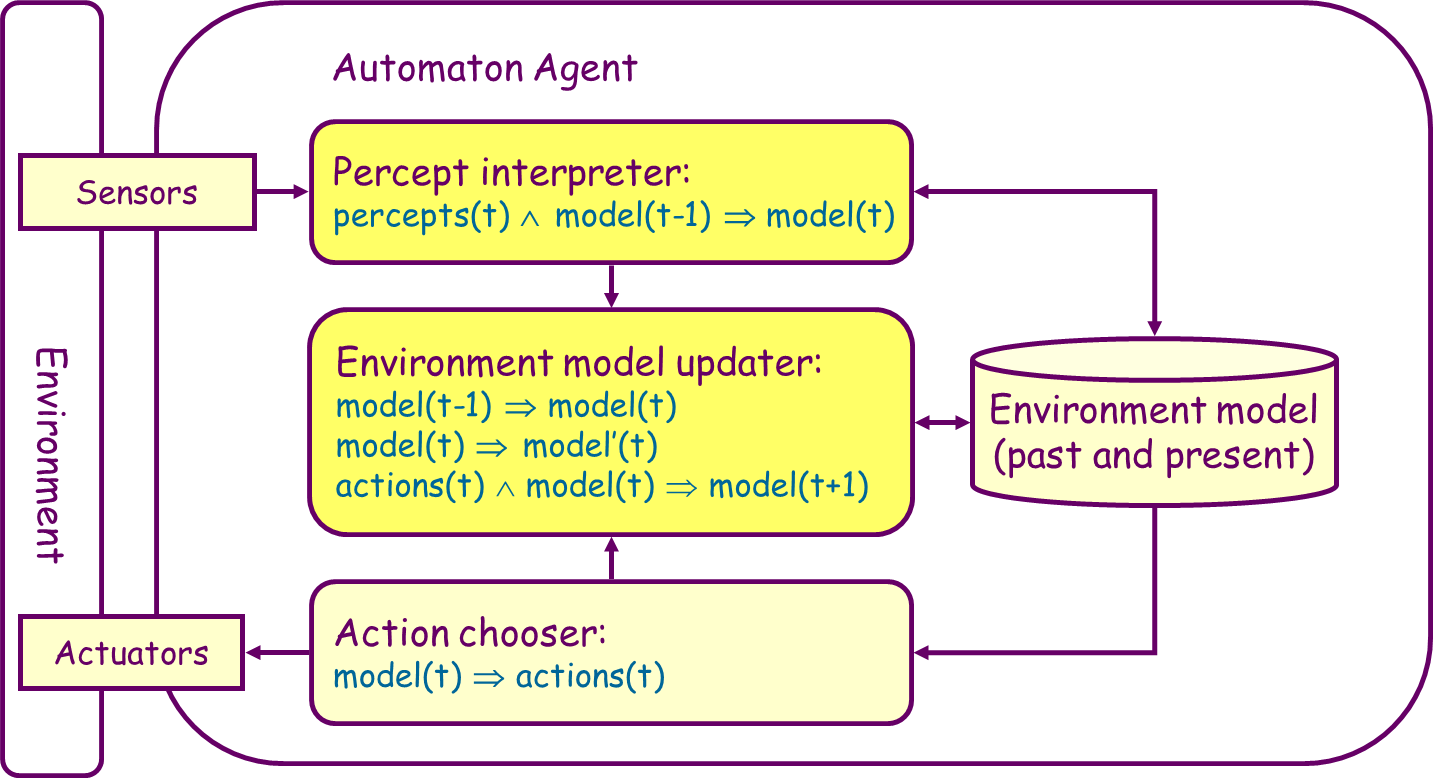 Automaton Agent
Sensors
Percept interpreter:
percepts(t) ∧ model(t-1) ⇒ model(t)
Environment
Environment model updater:
model(t-1) ⇒ model(t)
model(t) ⇒ model’(t)
actions(t) ∧ model(t) ⇒ model(t+1)
Environment model
(past and present)
Actuators
Action chooser:
model(t) ⇒ actions(t)